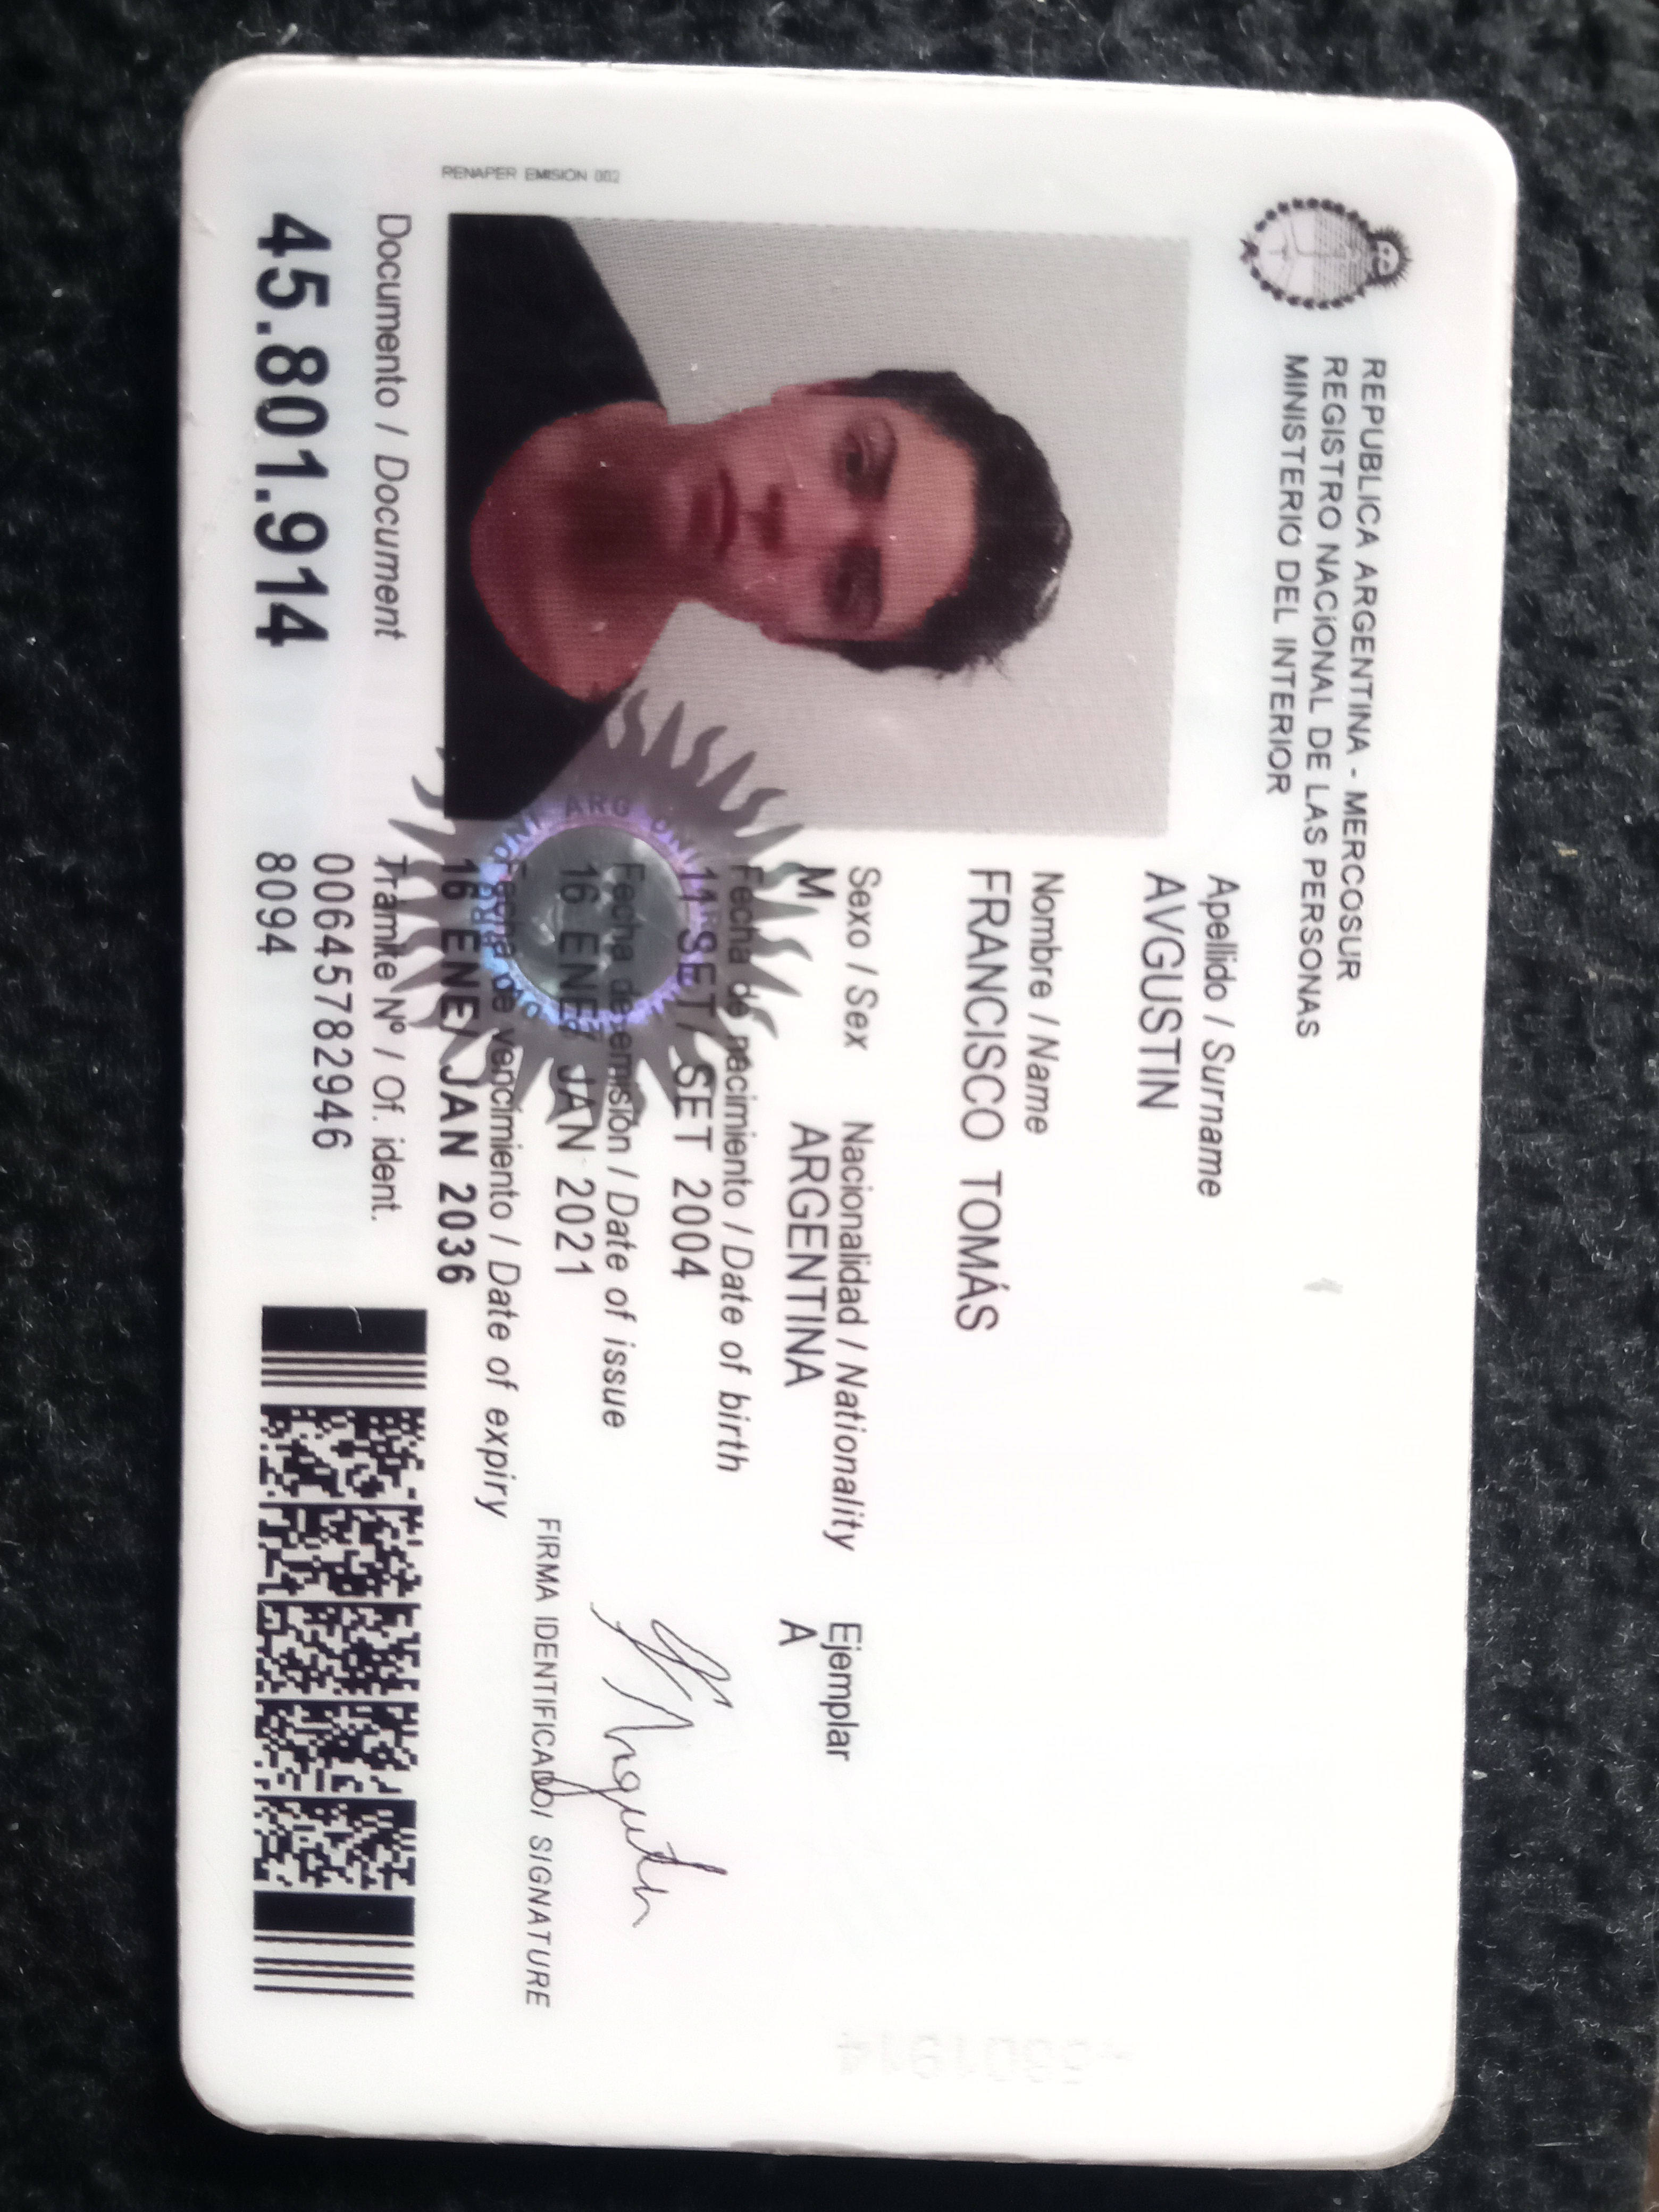 REPUBLICA ARGENTINA - MERCOSUR
REGISTRO NACIONAL DE LAS PERSONAS
MINISTERIO DEL INTERIOR
RENAPER EMISIÓN 002
Apellido / Surname
AVGUSTIN
Nombre / Name
FRANCISCO TOMÁS
Sexo / Sex Nacionalidad / Nationality Ejemplar
M ARGENTINA A
Fecha de nacimiento / Date of birth
11 SET/ SET 2004
Fecha de emisión / Date of issue
16 ENE/ JAN 2021
Fecha de vencimiento / Date of expiry
16 ENE/ JAN 2036
FIRMA IDENTIFICADO/ SIGNATURE
Documento / Document
45.801.914
Trámite Nº / Of. ident.
00645782946
8094